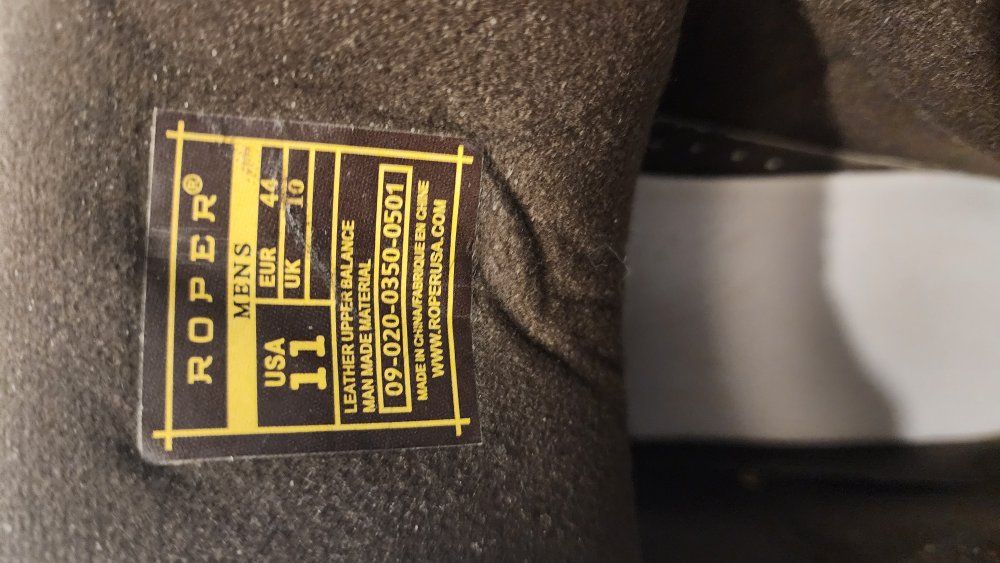 ROPER®
MENS
USA
11
EUR 44
UK 10
LEATHER UPPER BALANCE
MAN MADE MATERIAL
09-020-0350-0501
MADE IN CHINA/FABRIQUE EN CHINE
WWW.ROPERUSA.COM